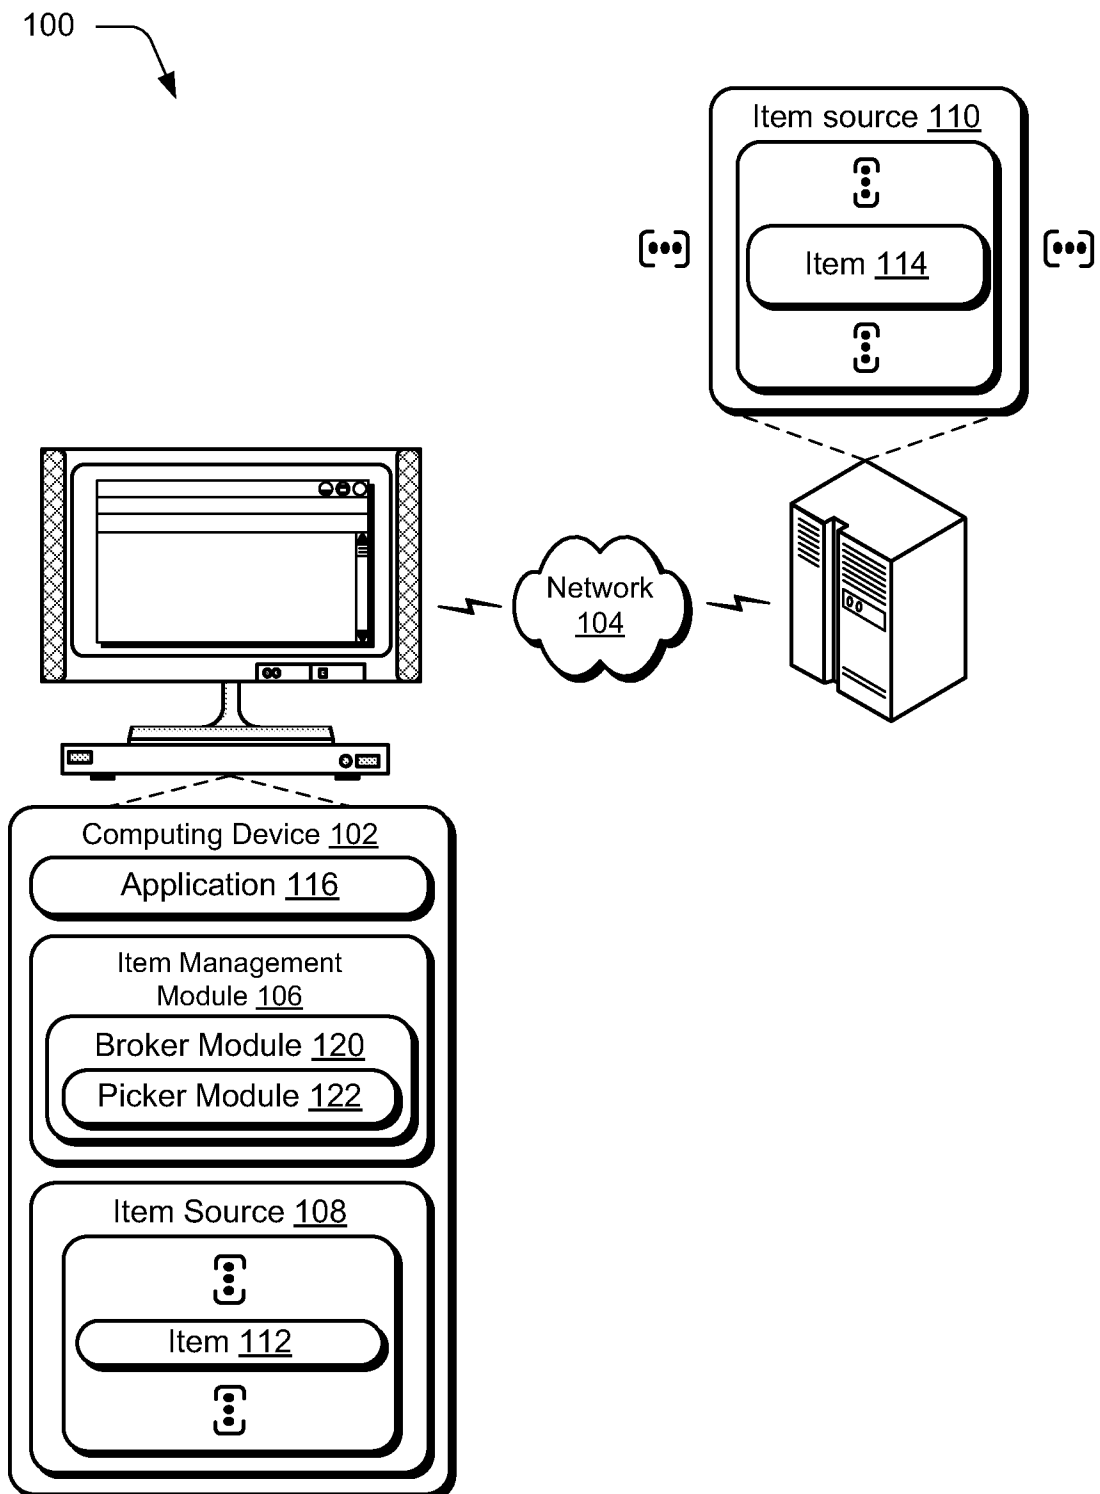 100
Item source 110
Item 114
Network
104
Computing Device 102
Application 116
Item Management
Module 106
Broker Module 120
Picker Module 122
Item Source 108
Item 112